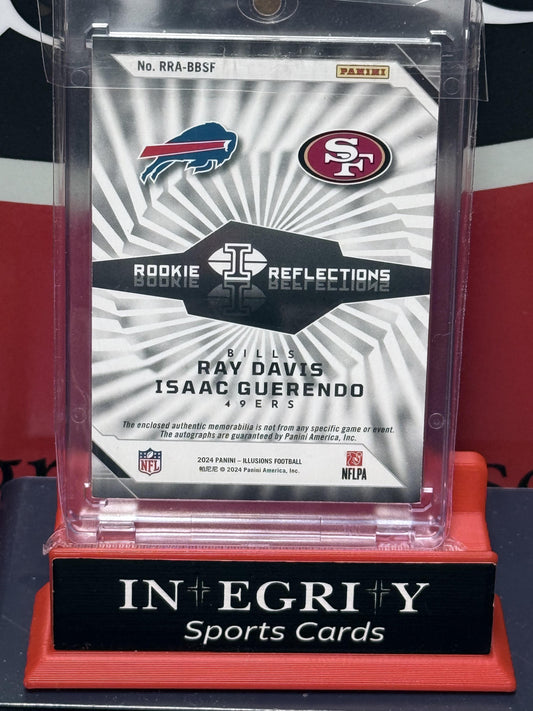 No. RRA-BBSF
PANINI
SF
ROOKIE I REFLECTIONS
BILLS
RAY DAVIS
ISAAC GUERENDO
49ERS
The enclosed authentic memorabilia is not from any specific game or event.
The autographs are guaranteed by Panini America, Inc.
NFL
2024 PANINI – ILLUSIONS FOOTBALL
帕尼尼 © 2024 Panini America, Inc.
NFLPA
INTEGRITY
Sports Cards